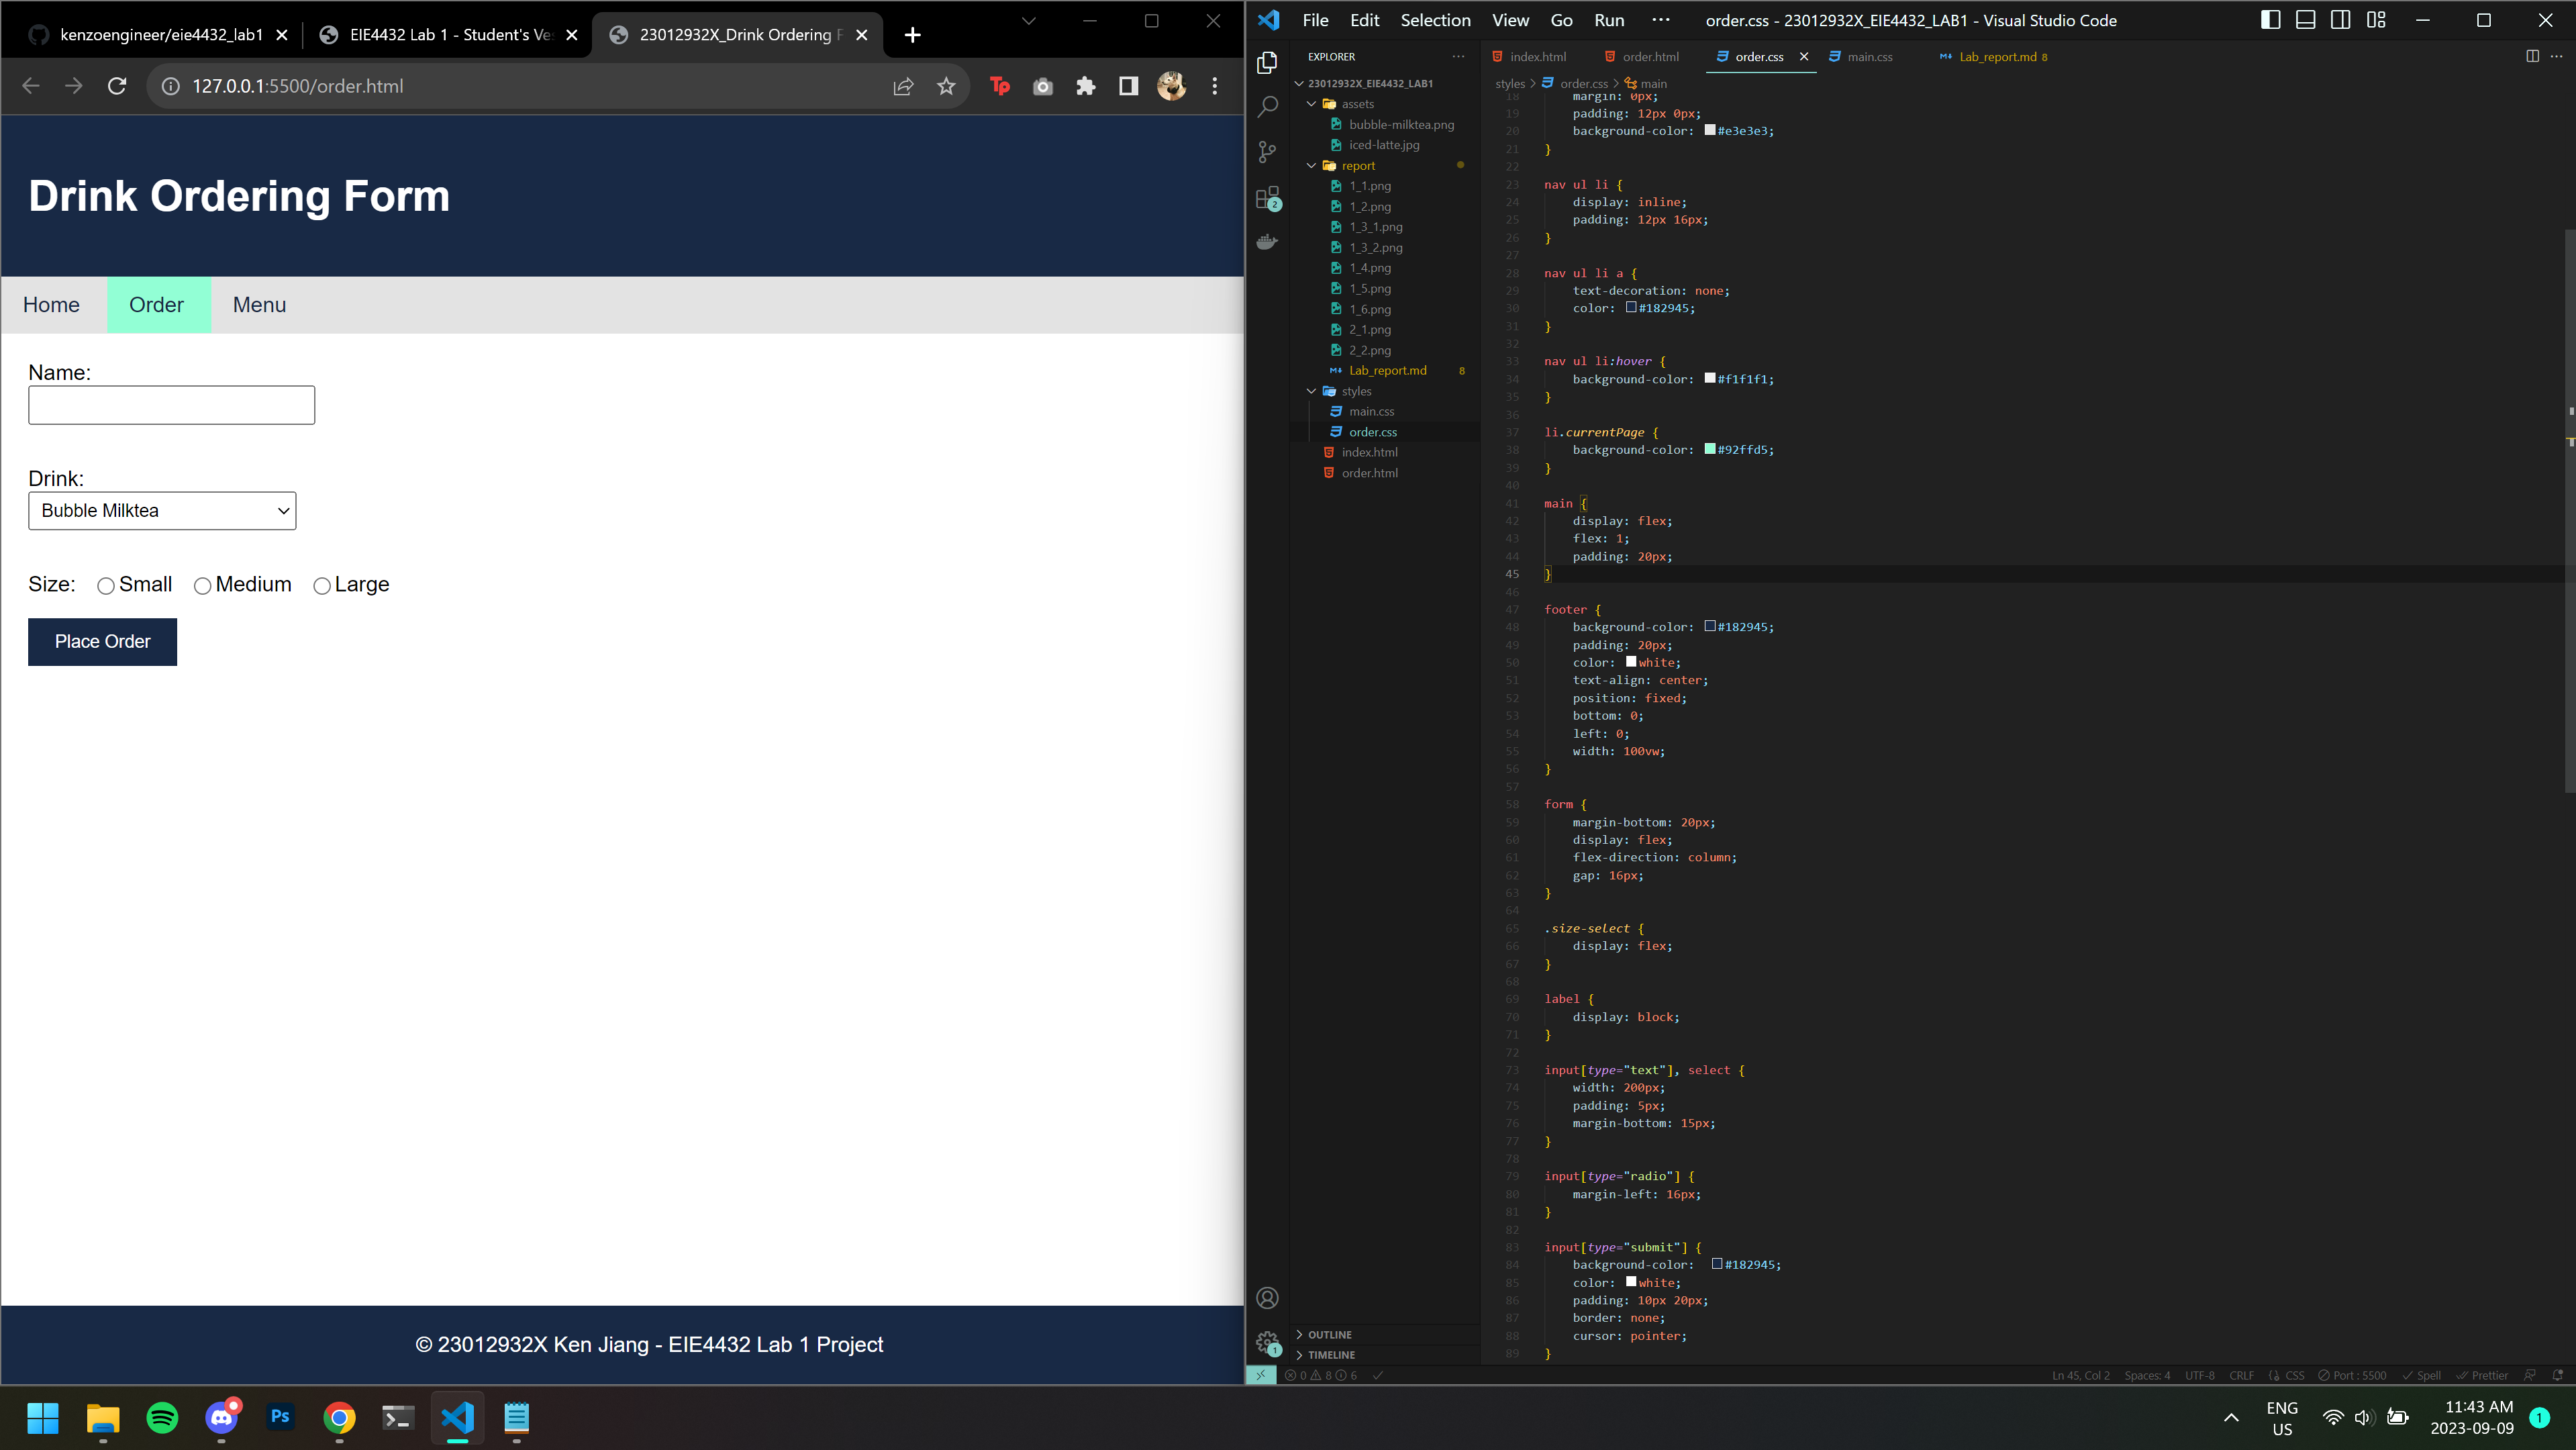 kenzoengineer/eie4432_lab1
EIE4432 Lab 1 - Student's Ve
23012932X_Drink Ordering F
127.0.0.1:5500/order.html
Drink Ordering Form
Home
Order
Menu
Name:
Drink:
Bubble Milktea
Size:
Small
Medium
Large
Place Order
© 23012932X Ken Jiang - EIE4432 Lab 1 Project
File Edit Selection View Go Run ···
order.css - 23012932X_EIE4432_LAB1 - Visual Studio Code
EXPLORER
23012932X_EIE4432_LAB1
assets
bubble-milktea.png
iced-latte.jpg
report
1_1.png
1_2.png
1_3_1.png
1_3_2.png
1_4.png
1_5.png
1_6.png
2_1.png
2_2.png
Lab_report.md 8
styles
main.css
order.css
index.html
order.html
OUTLINE
TIMELINE
2
1
index.html
order.html
order.css
main.css
Lab_report.md 8
styles > order.css > main
18 margin: 0px;
19 padding: 12px 0px;
20 background-color: #e3e3e3;
21 }
22
23 nav ul li {
24 display: inline;
25 padding: 12px 16px;
26 }
27
28 nav ul li a {
29 text-decoration: none;
30 color: #182945;
31 }
32
33 nav ul li:hover {
34 background-color: #f1f1f1;
35 }
36
37 li.currentPage {
38 background-color: #92ffd5;
39 }
40
41 main {
42 display: flex;
43 flex: 1;
44 padding: 20px;
45 }
46
47 footer {
48 background-color: #182945;
49 padding: 20px;
50 color: white;
51 text-align: center;
52 position: fixed;
53 bottom: 0;
54 left: 0;
55 width: 100vw;
56 }
57
58 form {
59 margin-bottom: 20px;
60 display: flex;
61 flex-direction: column;
62 gap: 16px;
63 }
64
65 .size-select {
66 display: flex;
67 }
68
69 label {
70 display: block;
71 }
72
73 input[type="text"], select {
74 width: 200px;
75 padding: 5px;
76 margin-bottom: 15px;
77 }
78
79 input[type="radio"] {
80 margin-left: 16px;
81 }
82
83 input[type="submit"] {
84 background-color: #182945;
85 color: white;
86 padding: 10px 20px;
87 border: none;
88 cursor: pointer;
89 }
0 8 6
Ln 45, Col 2 Spaces: 4 UTF-8 CRLF {} CSS Port : 5500 Spell Prettier
Ps
ENG
US
11:43 AM
2023-09-09
1